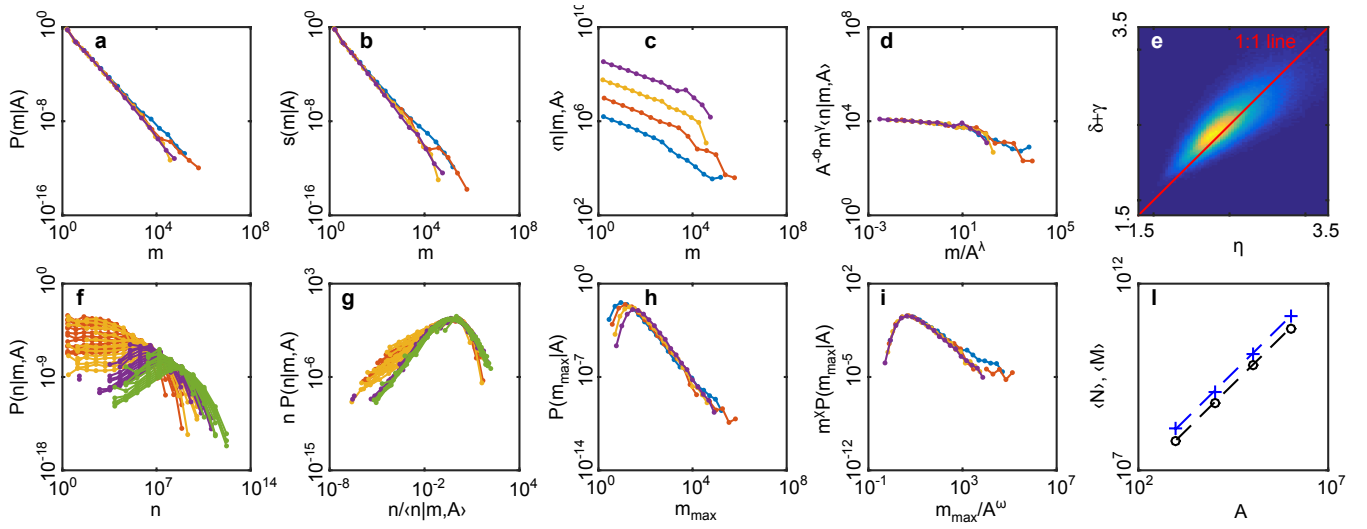 a
P(m|A)
10^0
10^-8
10^-16
10^0
10^4
10^8
m
b
s(m|A)
10^0
10^-8
10^-16
10^0
10^4
10^8
m
c
⟨n|m,A⟩
10^10
10^6
10^2
10^0
10^4
10^8
m
d
A^-Φ m^γ⟨n|m,A⟩
10^8
10^4
10^0
10^-3
10^1
10^5
m/A^λ
e
1:1 line
δ+γ
3.5
1.5
1.5
3.5
η
f
P(n|m,A)
10^0
10^-9
10^-18
10^0
10^7
10^14
n
g
n P(n|m,A)
10^3
10^-6
10^-15
10^-8
10^-2
10^4
n/⟨n|m,A⟩
h
P(m_max|A)
10^0
10^-7
10^-14
10^0
10^4
10^8
m_max
i
m^χ P(m_max|A)
10^2
10^-5
10^-12
10^-1
10^3
10^7
m_max/A^ω
l
⟨N⟩, ⟨M⟩
10^12
10^7
10^2
10^7
A